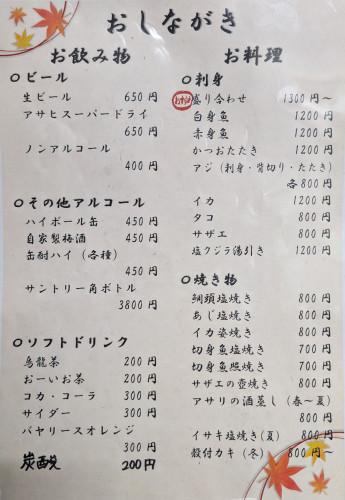 おしながき
お飲み物
○ビール
生ビール 650円
アサヒスーパードライ
650円
ノンアルコール
400円
○その他アルコール
ハイボール缶 450円
自家製梅酒 450円
缶酎ハイ（各種）
450円
サントリー角ボトル
3800円
○ソフトドリンク
烏龍茶 200円
おーいお茶 200円
コカ・コーラ 300円
サイダー 300円
バヤリースオレンジ
300円
200円
お料理
○刺身
盛り合わせ 1300円～
白身魚 1200円
赤身魚 1200円
かつおたたき 1200円
アジ（刺身・背切り・たたき）
各800円
イカ 1200円
タコ 800円
サザエ 800円
塩クジラ湯引き 1200円
○焼き物
鯛頭塩焼き 800円
あじ塩焼き 800円
イカ姿焼き 800円
切身魚塩焼き 700円
切身魚照焼き 700円
サザエの壺焼き 800円
アサリの酒蒸し（春～夏）
800円
イサキ塩焼き（夏） 800円
殻付カキ（冬） 800円～